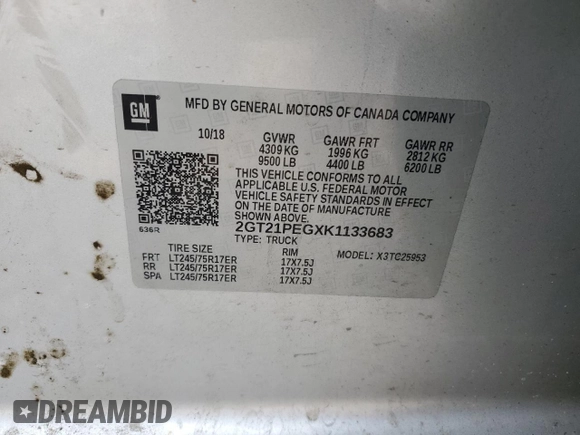 GM
MFD BY GENERAL MOTORS OF CANADA COMPANY
10/18 GVWR GAWR FRT GAWR RR
4309 KG 1996 KG 2812 KG
9500 LB 4400 LB 6200 LB
THIS VEHICLE CONFORMS TO ALL
APPLICABLE U.S. FEDERAL MOTOR
VEHICLE SAFETY STANDARDS IN EFFECT
ON THE DATE OF MANUFACTURE
SHOWN ABOVE.
636R 2GT21PEGXK1133683
TYPE: TRUCK
TIRE SIZE RIM MODEL: X3TC25953
FRT LT245/75R17ER 17X7.5J
RR LT245/75R17ER 17X7.5J
SPA LT245/75R17ER 17X7.5J
DREAMBID